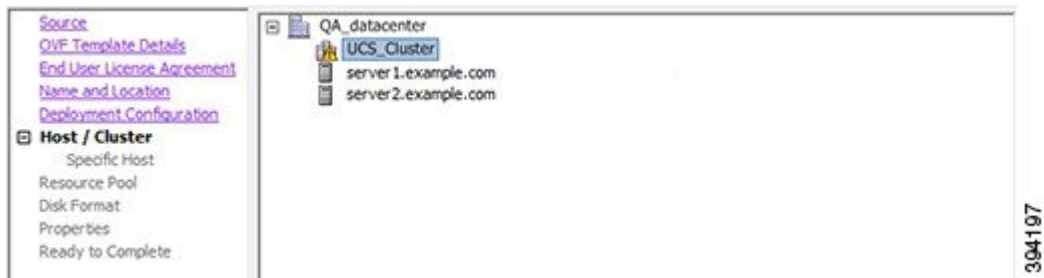 Source
OVF Template Details
End User License Agreement
Name and Location
Deployment Configuration
Host / Cluster
Specific Host
Resource Pool
Disk Format
Properties
Ready to Complete
QA_datacenter
UCS_Cluster
server1.example.com
server2.example.com
394197